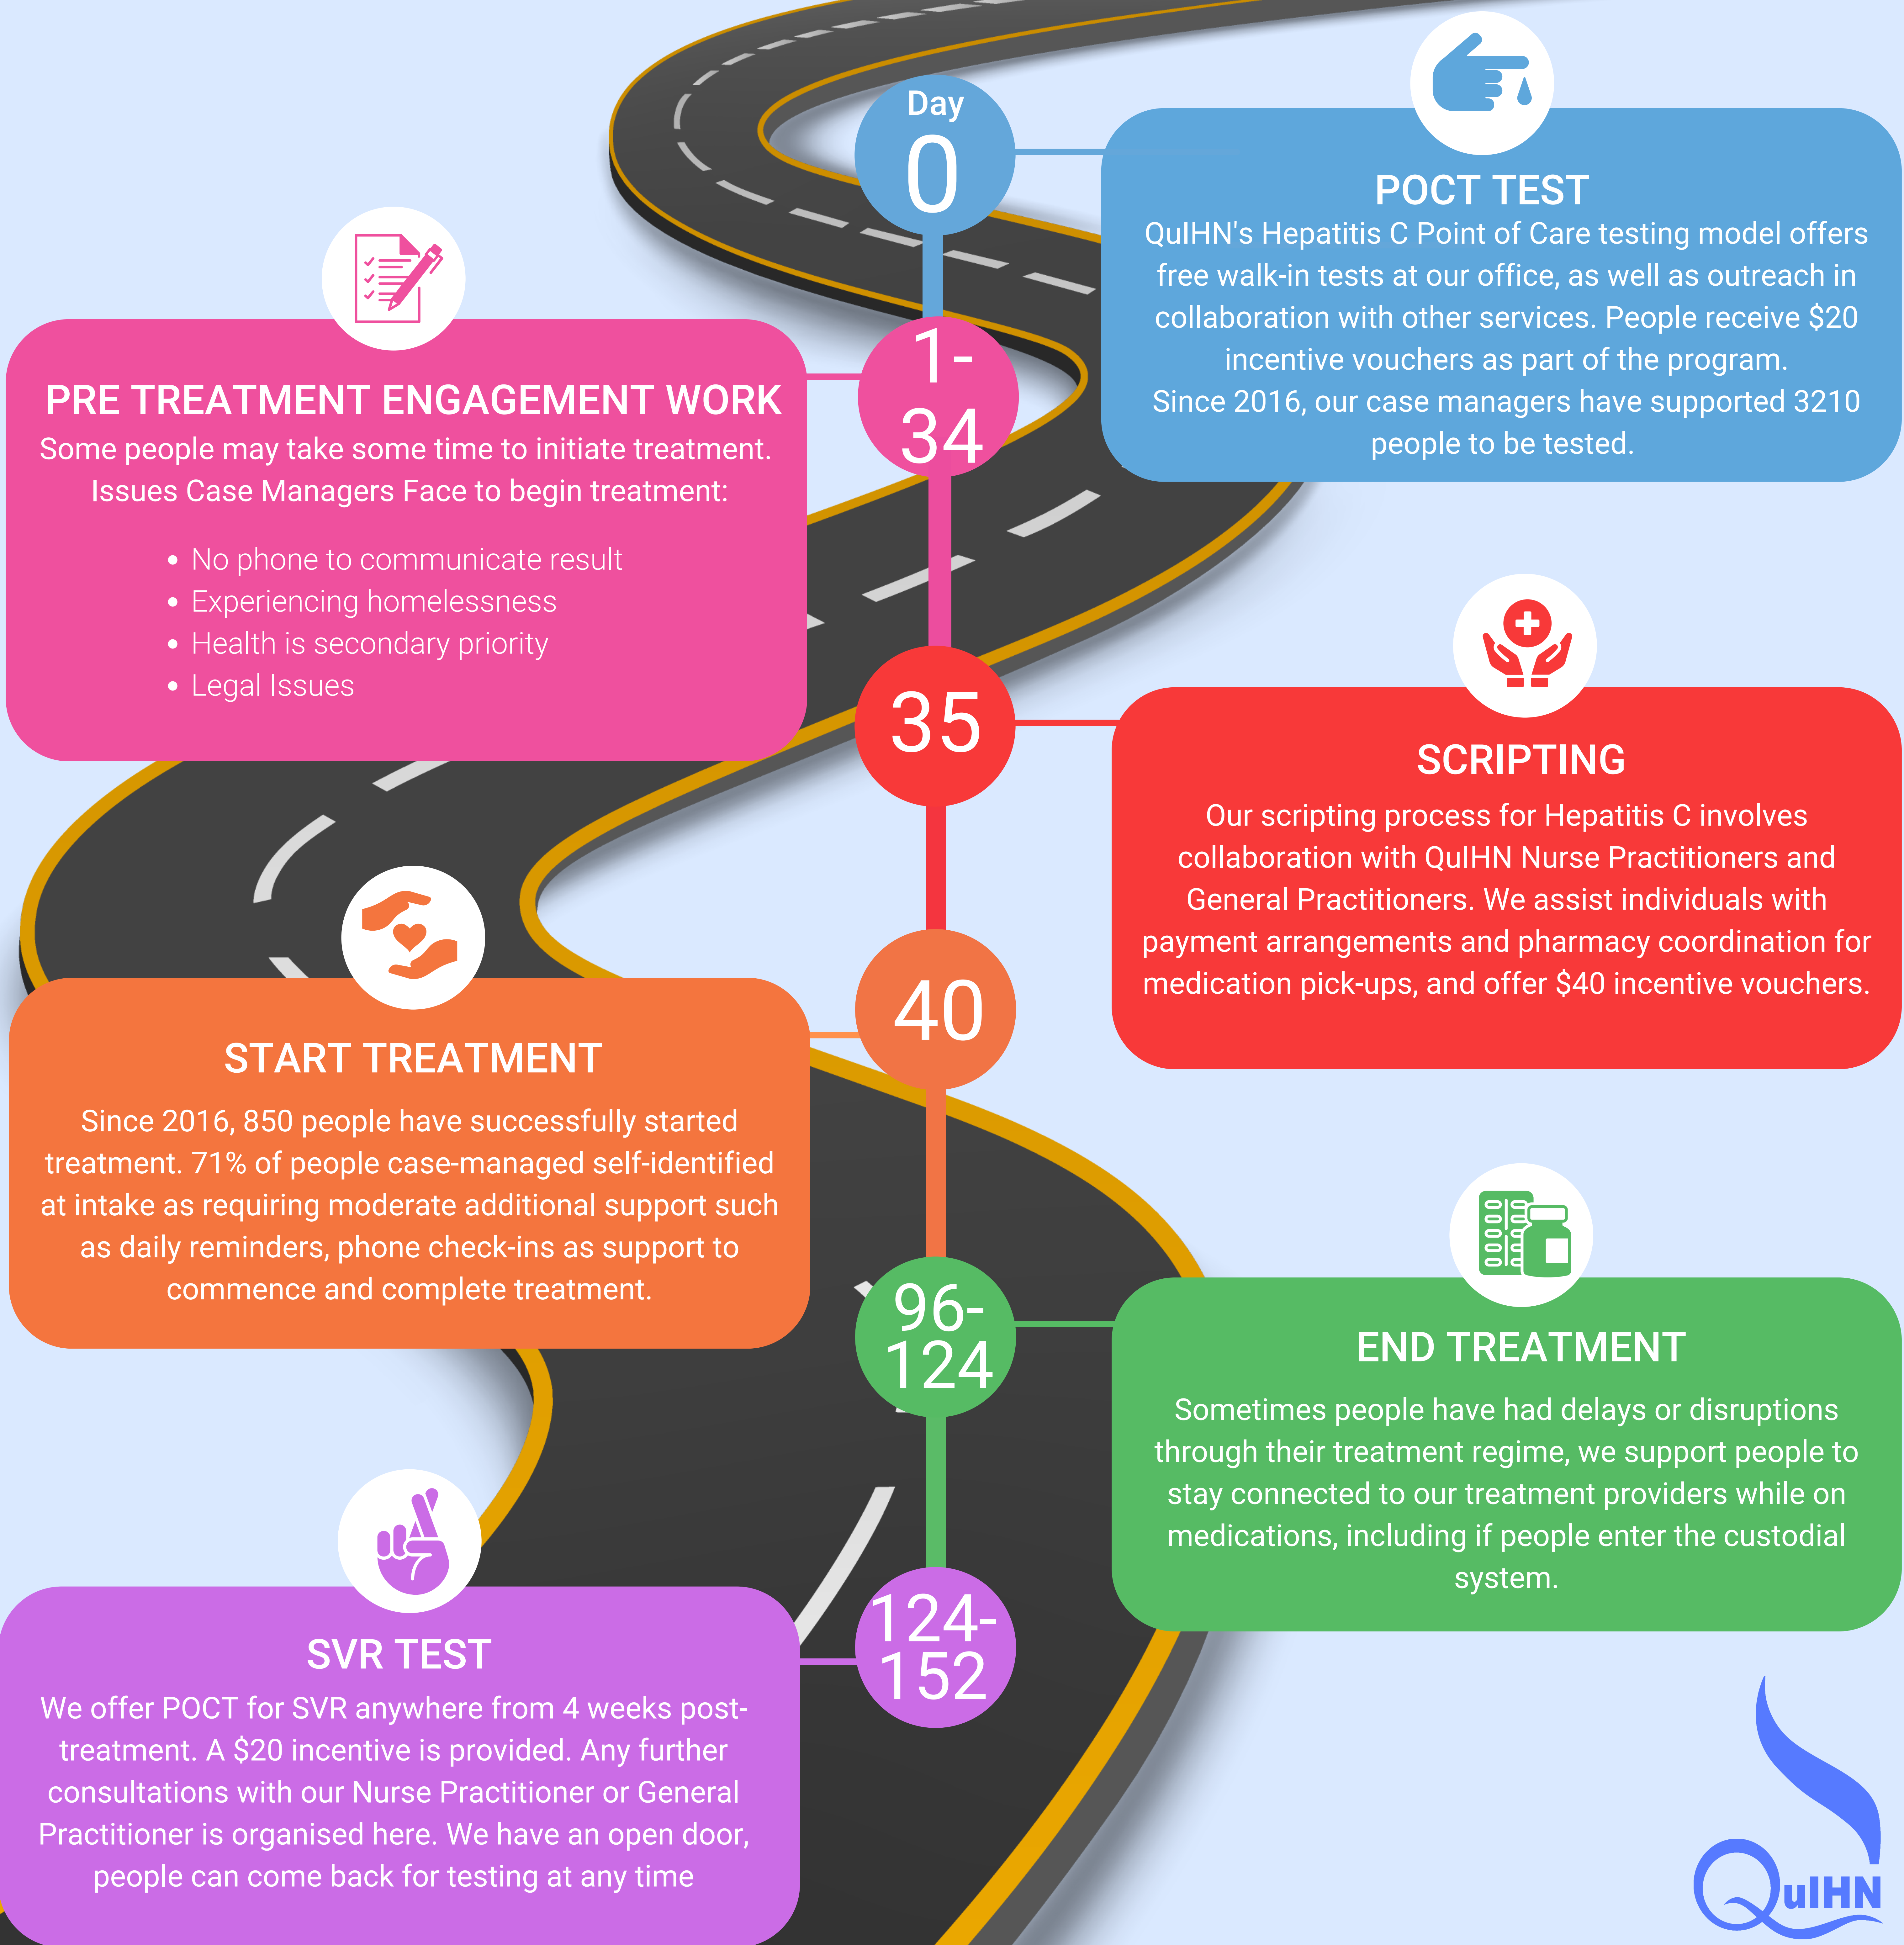 Day
0
POCT TEST
QuIHN's Hepatitis C Point of Care testing model offers
free walk-in tests at our office, as well as outreach in
collaboration with other services. People receive $20
incentive vouchers as part of the program.
Since 2016, our case managers have supported 3210
people to be tested.
1-
34
PRE TREATMENT ENGAGEMENT WORK
Some people may take some time to initiate treatment.
Issues Case Managers Face to begin treatment:
• No phone to communicate result
• Experiencing homelessness
• Health is secondary priority
• Legal Issues
35
SCRIPTING
Our scripting process for Hepatitis C involves
collaboration with QuIHN Nurse Practitioners and
General Practitioners. We assist individuals with
payment arrangements and pharmacy coordination for
medication pick-ups, and offer $40 incentive vouchers.
40
START TREATMENT
Since 2016, 850 people have successfully started
treatment. 71% of people case-managed self-identified
at intake as requiring moderate additional support such
as daily reminders, phone check-ins as support to
commence and complete treatment.
96-
124
END TREATMENT
Sometimes people have had delays or disruptions
through their treatment regime, we support people to
stay connected to our treatment providers while on
medications, including if people enter the custodial
system.
124-
152
SVR TEST
We offer POCT for SVR anywhere from 4 weeks post-
treatment. A $20 incentive is provided. Any further
consultations with our Nurse Practitioner or General
Practitioner is organised here. We have an open door,
people can come back for testing at any time
QuIHN